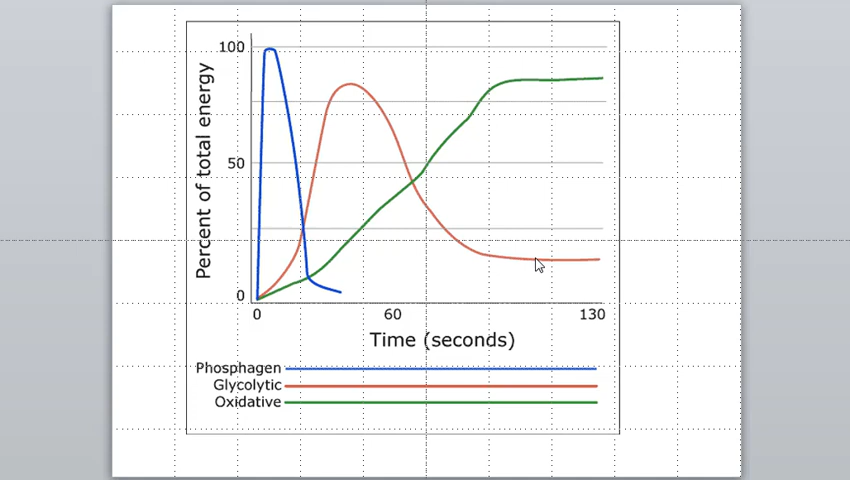 100
Percent of total energy
50
0
0 60 130
Time (seconds)
Phosphagen
Glycolytic
Oxidative